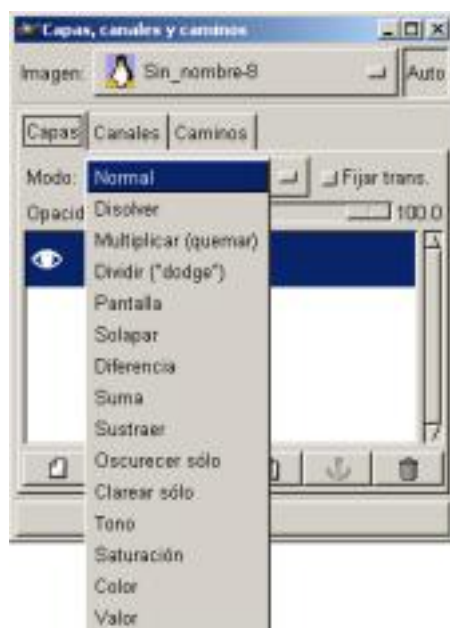 Capas, canales y caminos
Imagen: Sin_nombre-8 Auto
Capas Canales Caminos
Modo: Normal Fijar trans.
Opacid 100.0
Disolver
Multiplicar (quemar)
Dividir ("dodge")
Pantalla
Solapar
Diferencia
Suma
Sustraer
Oscurecer sólo
Clarear sólo
Tono
Saturación
Color
Valor